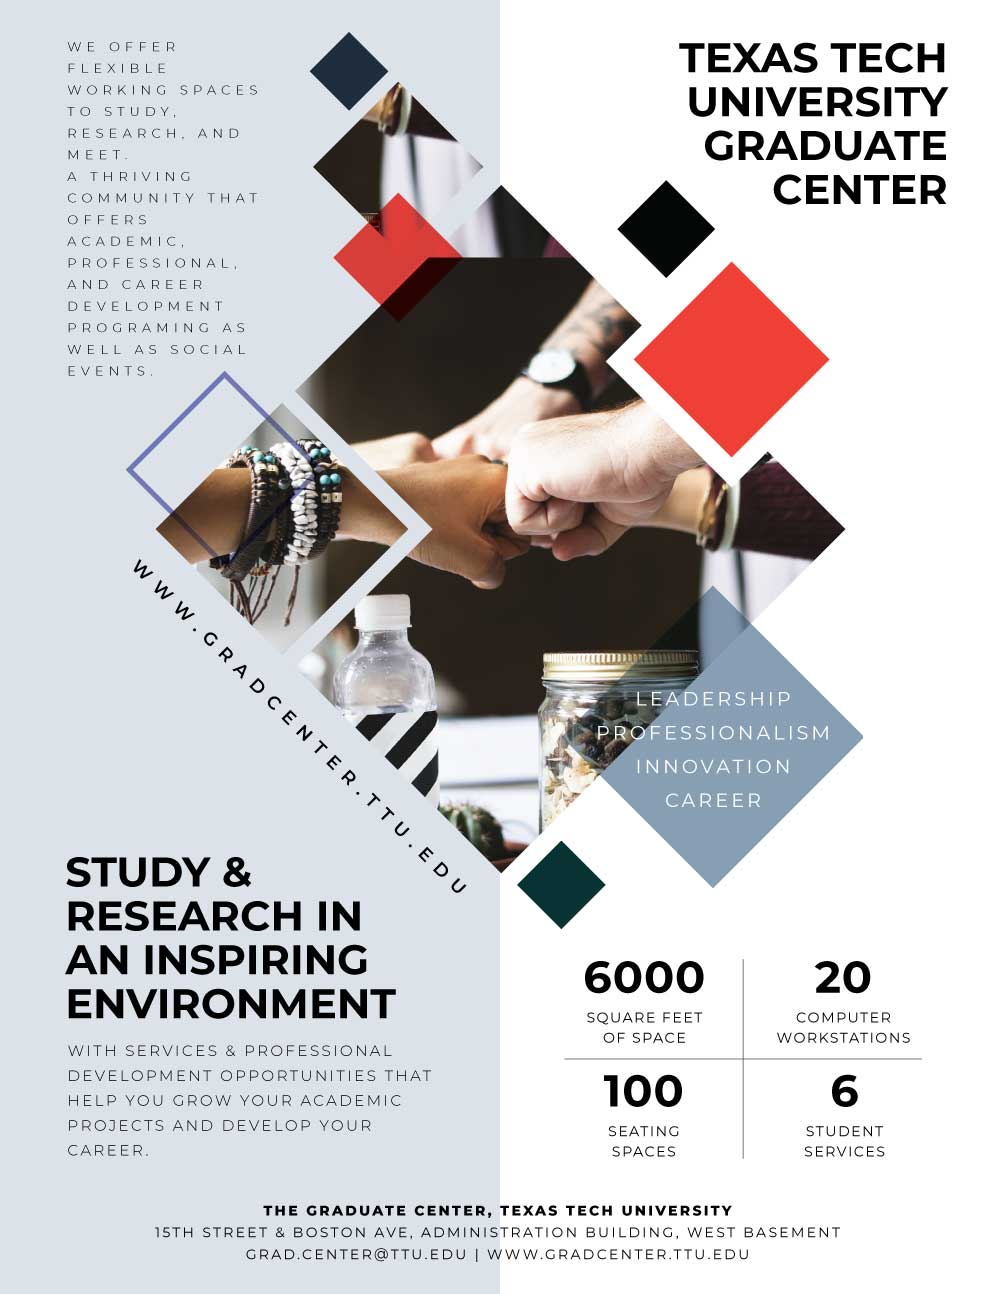 WE OFFER
FLEXIBLE
WORKING SPACES
TO STUDY,
RESEARCH, AND
MEET.
A THRIVING
COMMUNITY THAT
OFFERS
ACADEMIC,
PROFESSIONAL,
AND CAREER
DEVELOPMENT
PROGRAMING AS
WELL AS SOCIAL
EVENTS.
TEXAS TECH
UNIVERSITY
GRADUATE
CENTER
WWW.GRADCENTER.TTU.EDU
LEADERSHIP
PROFESSIONALISM
INNOVATION
CAREER
STUDY &
RESEARCH IN
AN INSPIRING
ENVIRONMENT
WITH SERVICES & PROFESSIONAL
DEVELOPMENT OPPORTUNITIES THAT
HELP YOU GROW YOUR ACADEMIC
PROJECTS AND DEVELOP YOUR
CAREER.
6000
SQUARE FEET
OF SPACE
20
COMPUTER
WORKSTATIONS
100
SEATING
SPACES
6
STUDENT
SERVICES
THE GRADUATE CENTER, TEXAS TECH UNIVERSITY
15TH STREET & BOSTON AVE, ADMINISTRATION BUILDING, WEST BASEMENT
GRAD.CENTER@TTU.EDU | WWW.GRADCENTER.TTU.EDU